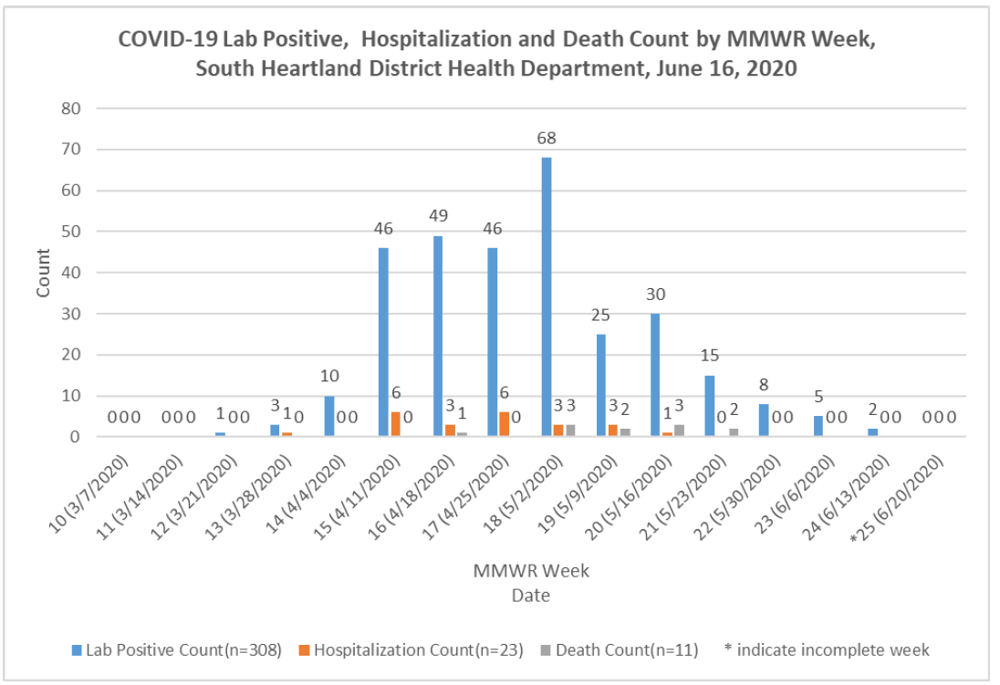 COVID-19 Lab Positive,  Hospitalization and Death Count by MMWR Week,
South Heartland District Health Department, June 16, 2020
Count
80
70
60
50
40
30
20
10
0
0 0 0
0 0 0
1 0 0
3 1 0
10 0 0
46 6 0
49 3 1
46 6 0
68 3 3
25 3 2
30 1 3
15 0 2
8 0 0
5 0 0
2 0 0
0 0 0
10 (3/7/2020)
11 (3/14/2020)
12 (3/21/2020)
13 (3/28/2020)
14 (4/4/2020)
15 (4/11/2020)
16 (4/18/2020)
17 (4/25/2020)
18 (5/2/2020)
19 (5/9/2020)
20 (5/16/2020)
21 (5/23/2020)
22 (5/30/2020)
23 (6/6/2020)
24 (6/13/2020)
*25 (6/20/2020)
MMWR Week
Date
Lab Positive Count(n=308) Hospitalization Count(n=23) Death Count(n=11) * indicate incomplete week